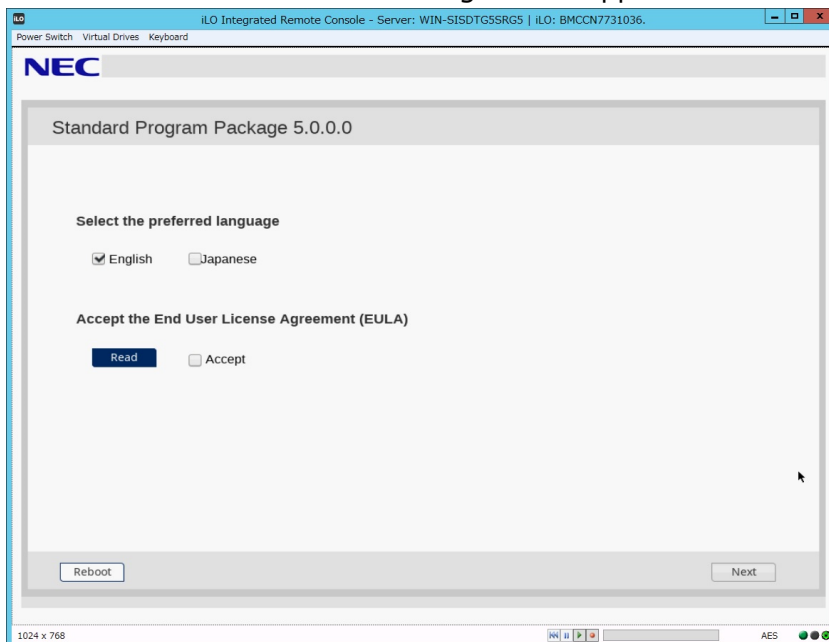 iLO Integrated Remote Console - Server: WIN-SISDTG5SRG5 | iLO: BMCCN7731036.
Power Switch Virtual Drives Keyboard
NEC
Standard Program Package 5.0.0.0
Select the preferred language
English Japanese
Accept the End User License Agreement (EULA)
Read Accept
Reboot Next
1024 x 768 AES